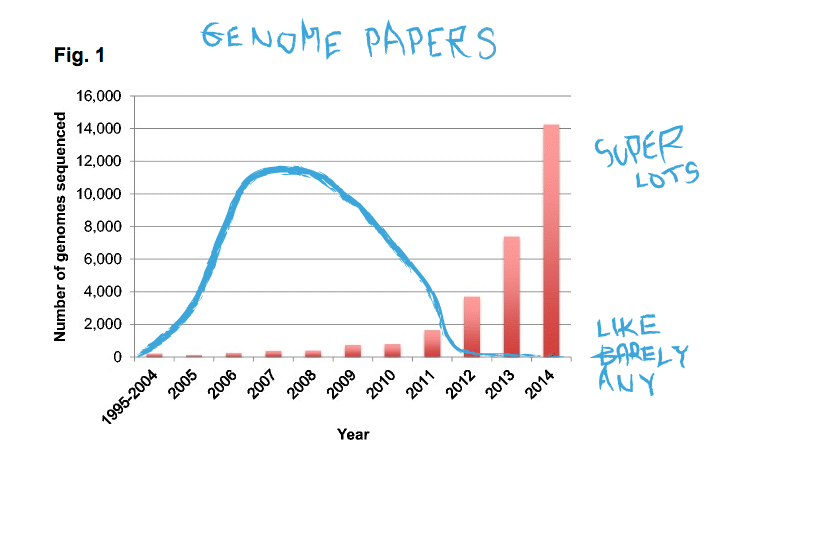 GENOME PAPERS
Fig. 1
16,000
14,000
12,000
10,000
8,000
6,000
4,000
2,000
0
Number of genomes sequenced
1995-2004
2005
2006
2007
2008
2009
2010
2011
2012
2013
2014
Year
SUPER
LOTS
LIKE
BARELY
ANY